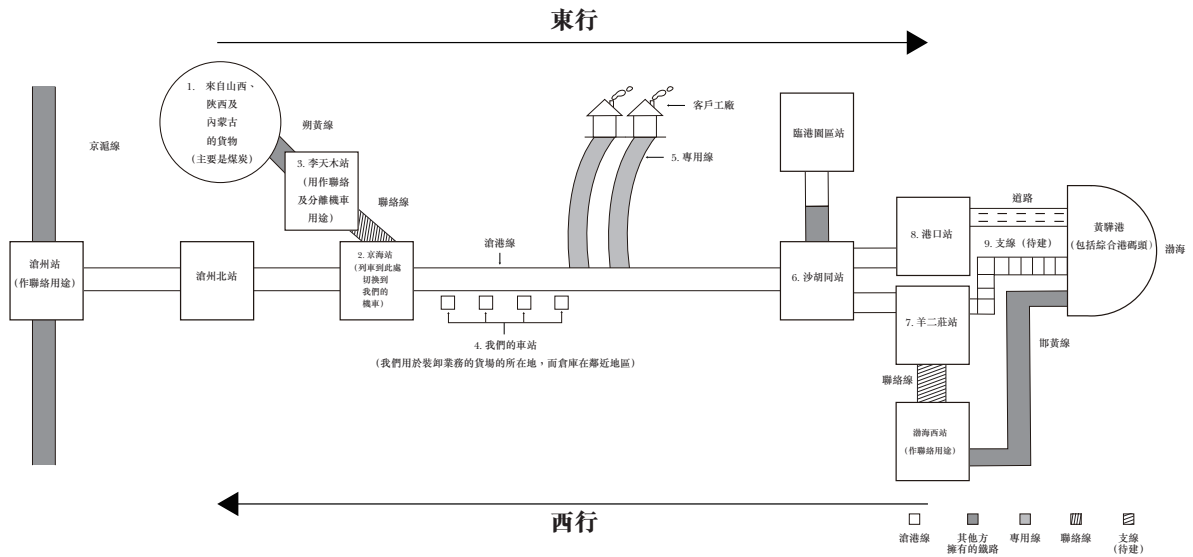 東行
1. 來自山西、
陝西及
內蒙古
的貨物
(主要是煤炭)
京滬線
朔黃線
3. 李天木站
(用作聯絡
及分離機車
用途)
聯絡線
客戶工廠
5. 專用線
臨港園區站
滄州站
(作聯絡用途)
滄州北站
2. 京海站
(列車到此處
切換到
我們的
機車)
滄港線
4. 我們的車站
(我們用於裝卸業務的貨場的所在地，而倉庫在鄰近地區)
6. 沙胡同站
8. 港口站
道路
9. 支線 (待建)
黃驊港
(包括綜合港碼頭)
渤海
7. 羊二莊站
邯黃線
聯絡線
渤海西站
(作聯絡用途)
西行
滄港線
其他方
擁有的鐵路
專用線
聯絡線
支線
(待建)